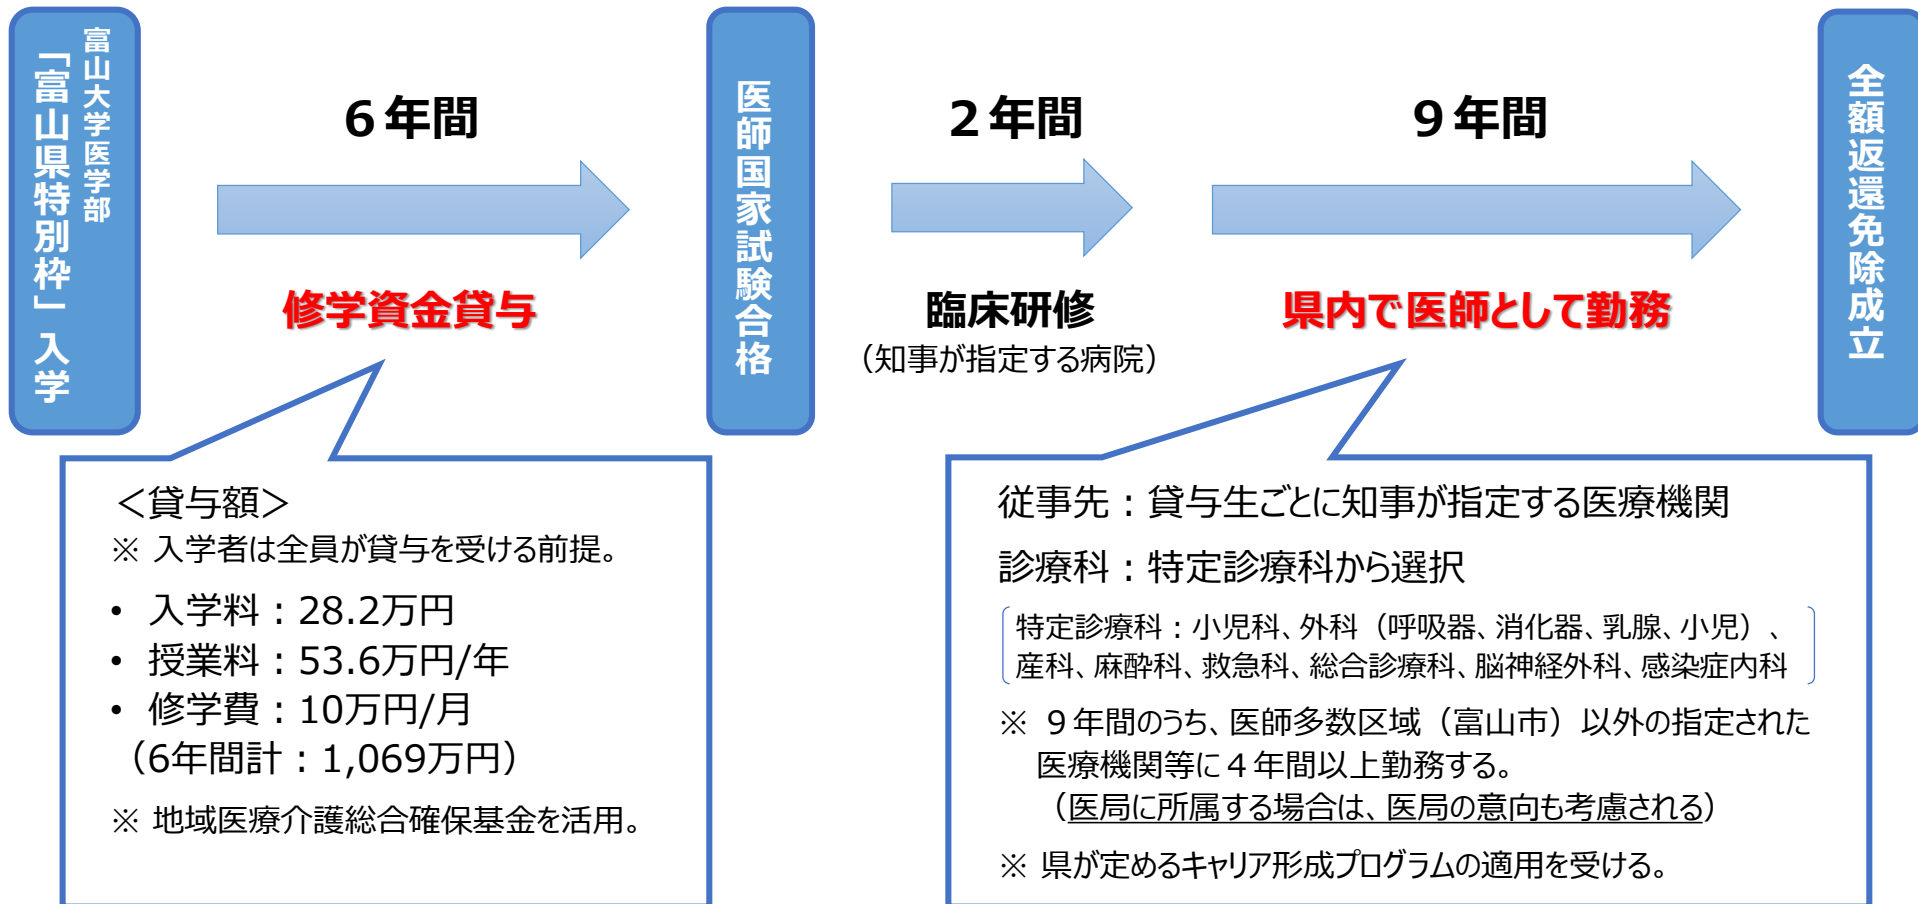 富山大学医学部
「富山県特別枠」入学
６年間
修学資金貸与
医師国家試験合格
２年間
臨床研修
（知事が指定する病院）
９年間
県内で医師として勤務
全額返還免除成立
＜貸与額＞
※ 入学者は全員が貸与を受ける前提。
• 入学料：28.2万円
• 授業料：53.6万円/年
• 修学費：10万円/月
（6年間計：1,069万円）
※ 地域医療介護総合確保基金を活用。
従事先：貸与生ごとに知事が指定する医療機関
診療科：特定診療科から選択
特定診療科：小児科、外科（呼吸器、消化器、乳腺、小児）、
産科、麻酔科、救急科、総合診療科、脳神経外科、感染症内科
※ ９年間のうち、医師多数区域（富山市）以外の指定された
医療機関等に４年間以上勤務する。
（医局に所属する場合は、医局の意向も考慮される）
※ 県が定めるキャリア形成プログラムの適用を受ける。